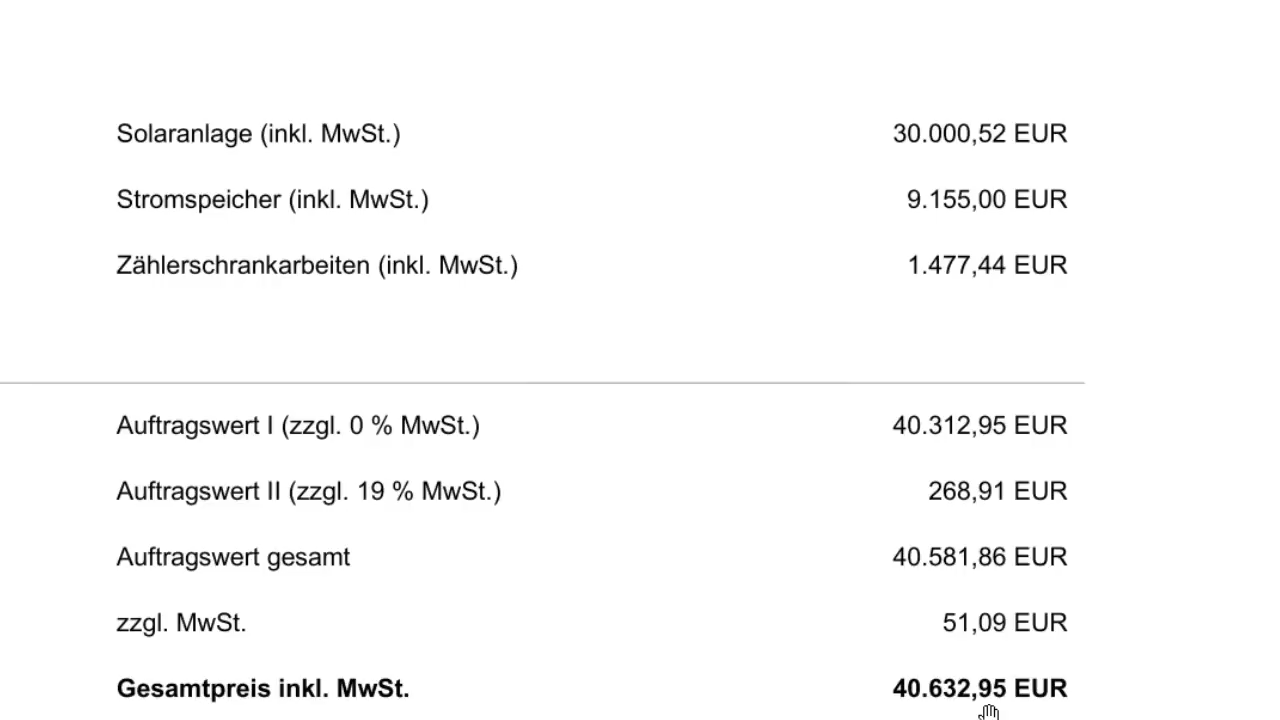 Solaranlage (inkl. MwSt.) 30.000,52 EUR
Stromspeicher (inkl. MwSt.) 9.155,00 EUR
Zählerschrankarbeiten (inkl. MwSt.) 1.477,44 EUR
Auftragswert I (zzgl. 0 % MwSt.) 40.312,95 EUR
Auftragswert II (zzgl. 19 % MwSt.) 268,91 EUR
Auftragswert gesamt 40.581,86 EUR
zzgl. MwSt. 51,09 EUR
Gesamtpreis inkl. MwSt. 40.632,95 EUR